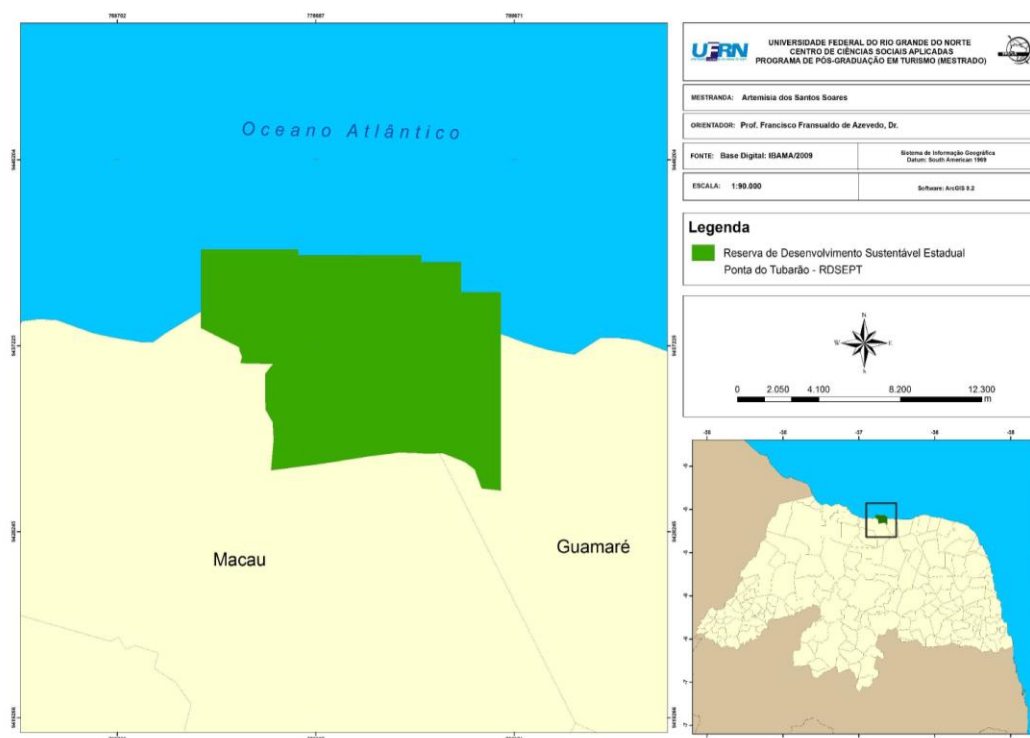 Oceano Atlântico
Macau
Guamaré
UFRN
UNIVERSIDADE FEDERAL DO RIO GRANDE DO NORTE
CENTRO DE CIÊNCIAS SOCIAIS APLICADAS
PROGRAMA DE PÓS-GRADUAÇÃO EM TURISMO (MESTRADO)
MESTRANDA: Artemísia dos Santos Soares
ORIENTADOR: Prof. Francisco Fransualdo de Azevedo, Dr.
FONTE: Base Digital: IBAMA/2009
Sistema de Informação Geográfica
Datum: South American 1969
ESCALA: 1:90.000
Software: ArcGIS 9.2
Legenda
Reserva de Desenvolvimento Sustentável Estadual
Ponta do Tubarão - RDSEPT
N
W E
S
0 2.050 4.100 8.200 12.300
m